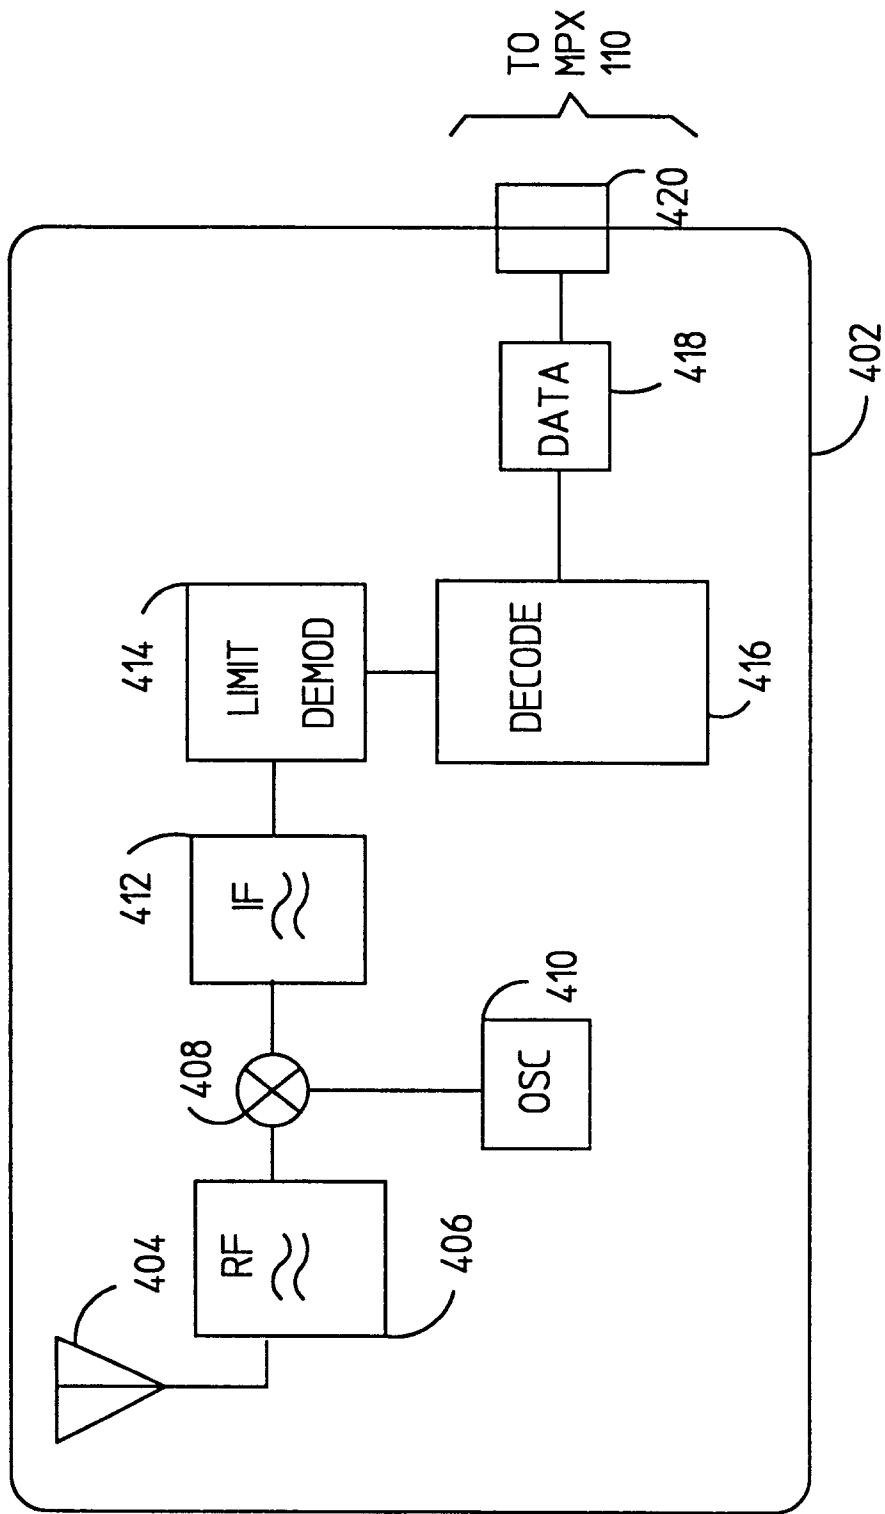 404
RF
406
408
OSC
410
IF
412
LIMIT
DEMOD
414
DECODE
416
DATA
418
420
402
TO
MPX
110